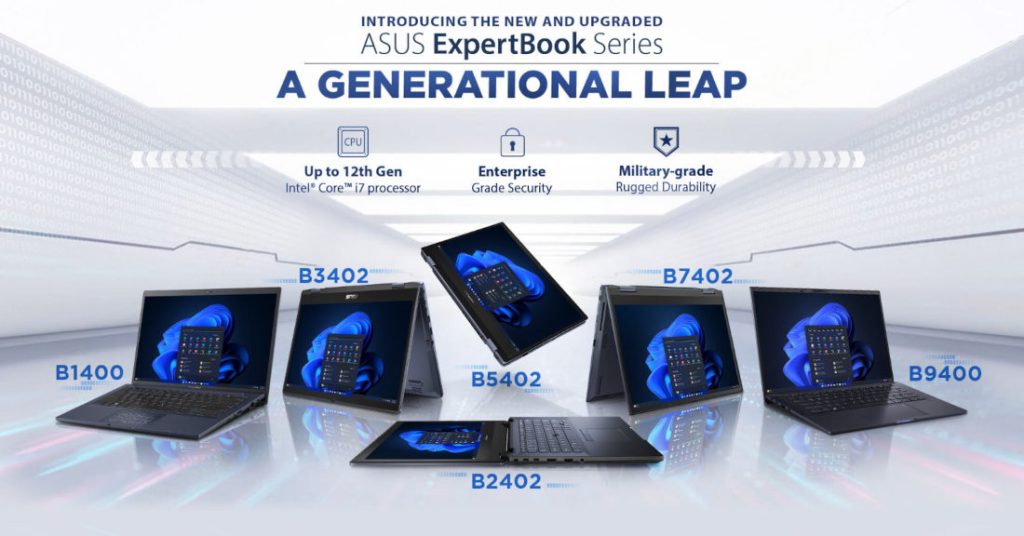 INTRODUCING THE NEW AND UPGRADED
ASUS ExpertBook Series
A GENERATIONAL LEAP
CPU
Up to 12th Gen
Intel® Core™ i7 processor
Enterprise
Grade Security
Military-grade
Rugged Durability
B3402
B7402
B1400
B5402
B9400
B2402